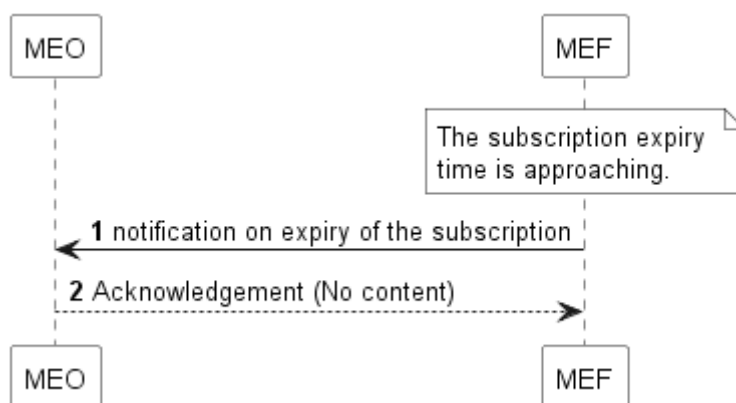 MEO MEF
The subscription expiry
time is approaching.
1 notification on expiry of the subscription
2 Acknowledgement (No content)
MEO MEF